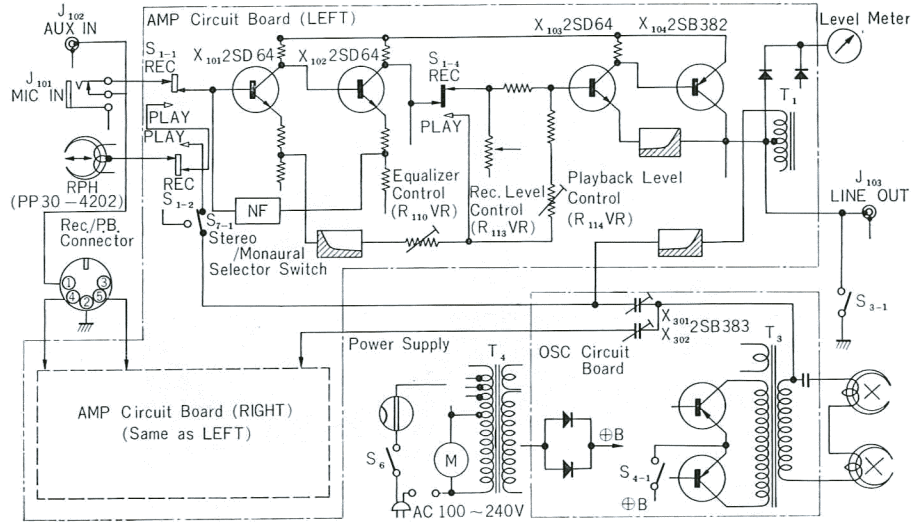 J102
AUX IN
AMP Circuit Board (LEFT)
X101 2SD64
X102 2SD64
S1-1
REC
S1-4
REC
X103 2SD64
X104 2SB382
Level Meter
J101
MIC IN
PLAY
PLAY
REC
S1-2
RPH
(PP30-4202)
NF
S7-1
Stereo
/Monaural
Selector Switch
Equalizer
Control
(R110 VR)
PLAY
Rec. Level
Control
(R113 VR)
Playback Level
Control
(R114 VR)
T1
J103
LINE OUT
S3-1
Rec./P.B.
Connector
1
3
4
5
2
AMP Circuit Board (RIGHT)
(Same as LEFT)
Power Supply
T4
S6
M
AC 100~240V
OSC Circuit
Board
X301
X302 2SB383
T3
⊕B
S4-1
⊕B